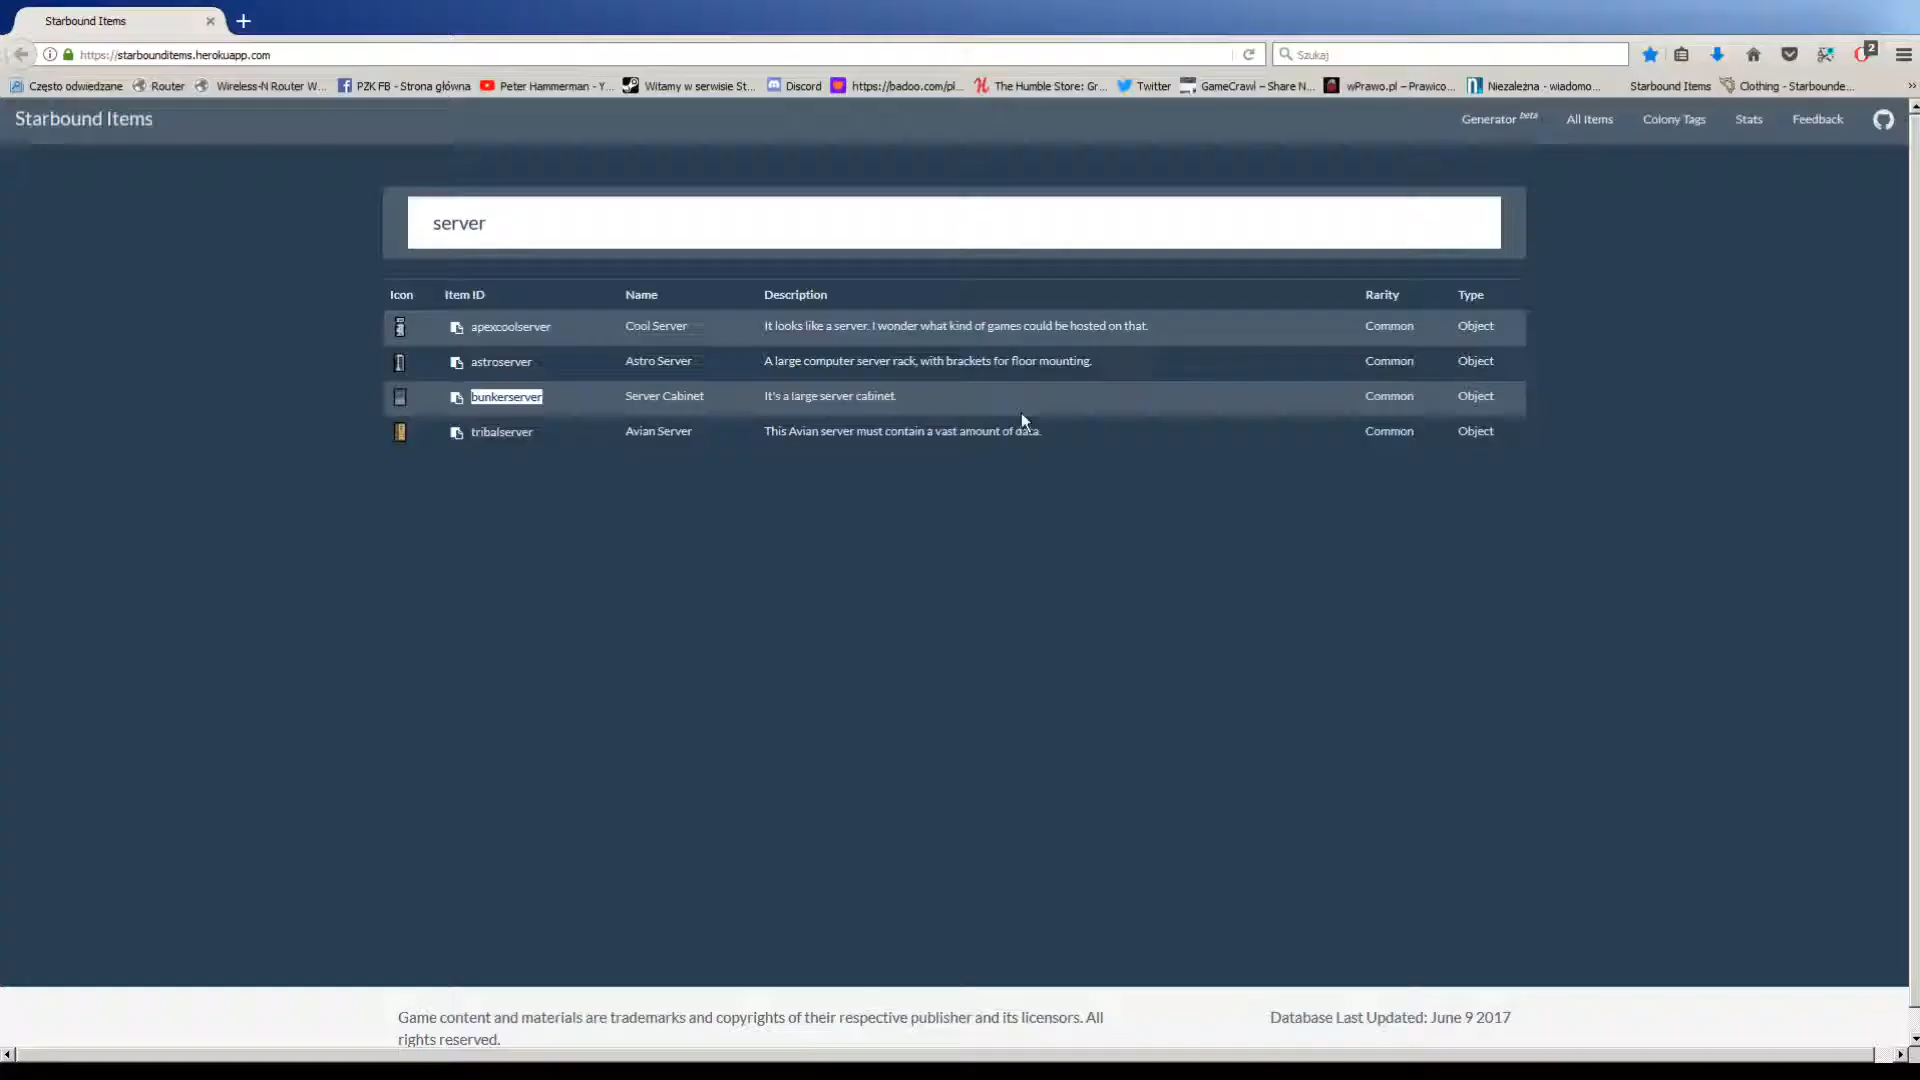 Starbound Items
https://starbounditems.herokuapp.com
Szukaj
2
Często odwiedzane Router Wireless-N Router W... PZK FB - Strona główna Peter Hammerman - Y... Witamy w serwisie St... Discord https://badoo.com/pl... The Humble Store: Gr... Twitter GameCrawl – Share N... wPrawo.pl – Prawico... Niezależna - wiadomo... Starbound Items Clothing - Starbounde...
Starbound Items Generator beta All Items Colony Tags Stats Feedback
server
Icon Item ID Name Description Rarity Type
apexcoolserver Cool Server It looks like a server. I wonder what kind of games could be hosted on that. Common Object
astroserver Astro Server A large computer server rack, with brackets for floor mounting. Common Object
bunkerserver Server Cabinet It's a large server cabinet. Common Object
tribalserver Avian Server This Avian server must contain a vast amount of data. Common Object
Game content and materials are trademarks and copyrights of their respective publisher and its licensors. All
rights reserved.
Database Last Updated: June 9 2017